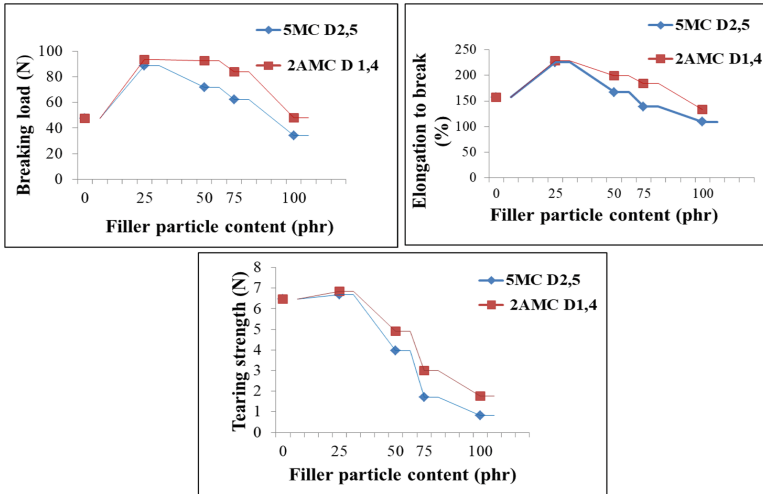 5MC D2,5
2AMC D 1,4
Breaking load (N)
100
80
60
40
20
0
0 25 50 75 100
Filler particle content (phr)
5MC D2,5
2AMC D1,4
Elongation to break
(%)
250
200
150
100
50
0
0 25 50 75 100
Filler particle content (phr)
5MC D2,5
2AMC D1,4
Tearing strength (N)
8
7
6
5
4
3
2
1
0
0 25 50 75 100
Filler particle content (phr)